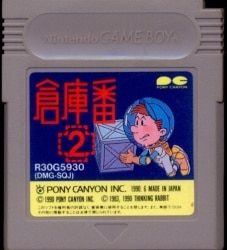 Nintendo GAME BOY
PC
PONY CANYON
倉庫番
2
R30G5930
(DMG-SQJ)
PONY CANYON INC. 1990. 6 MADE IN JAPAN
©1990 PONY CANYON INC. ©1983, 1990 THINKING RABBIT